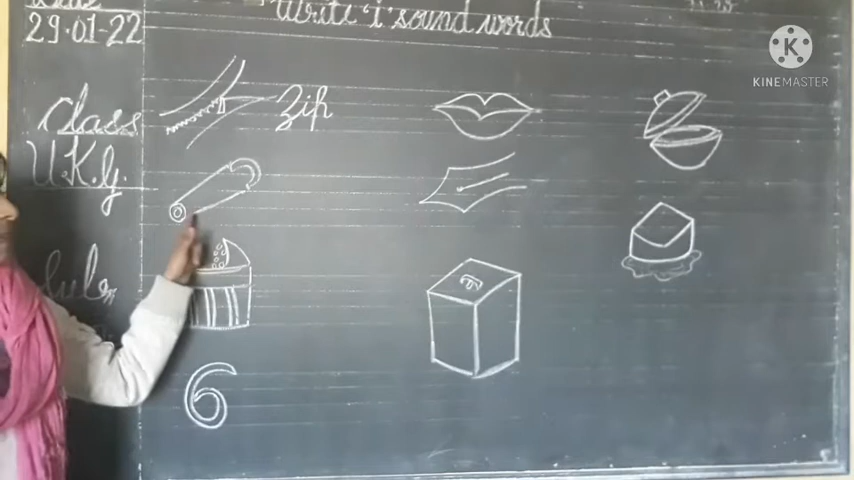 Write 'i' sound words
29-01-22
KINEMASTER
Class
Zip
U.K.g.
6